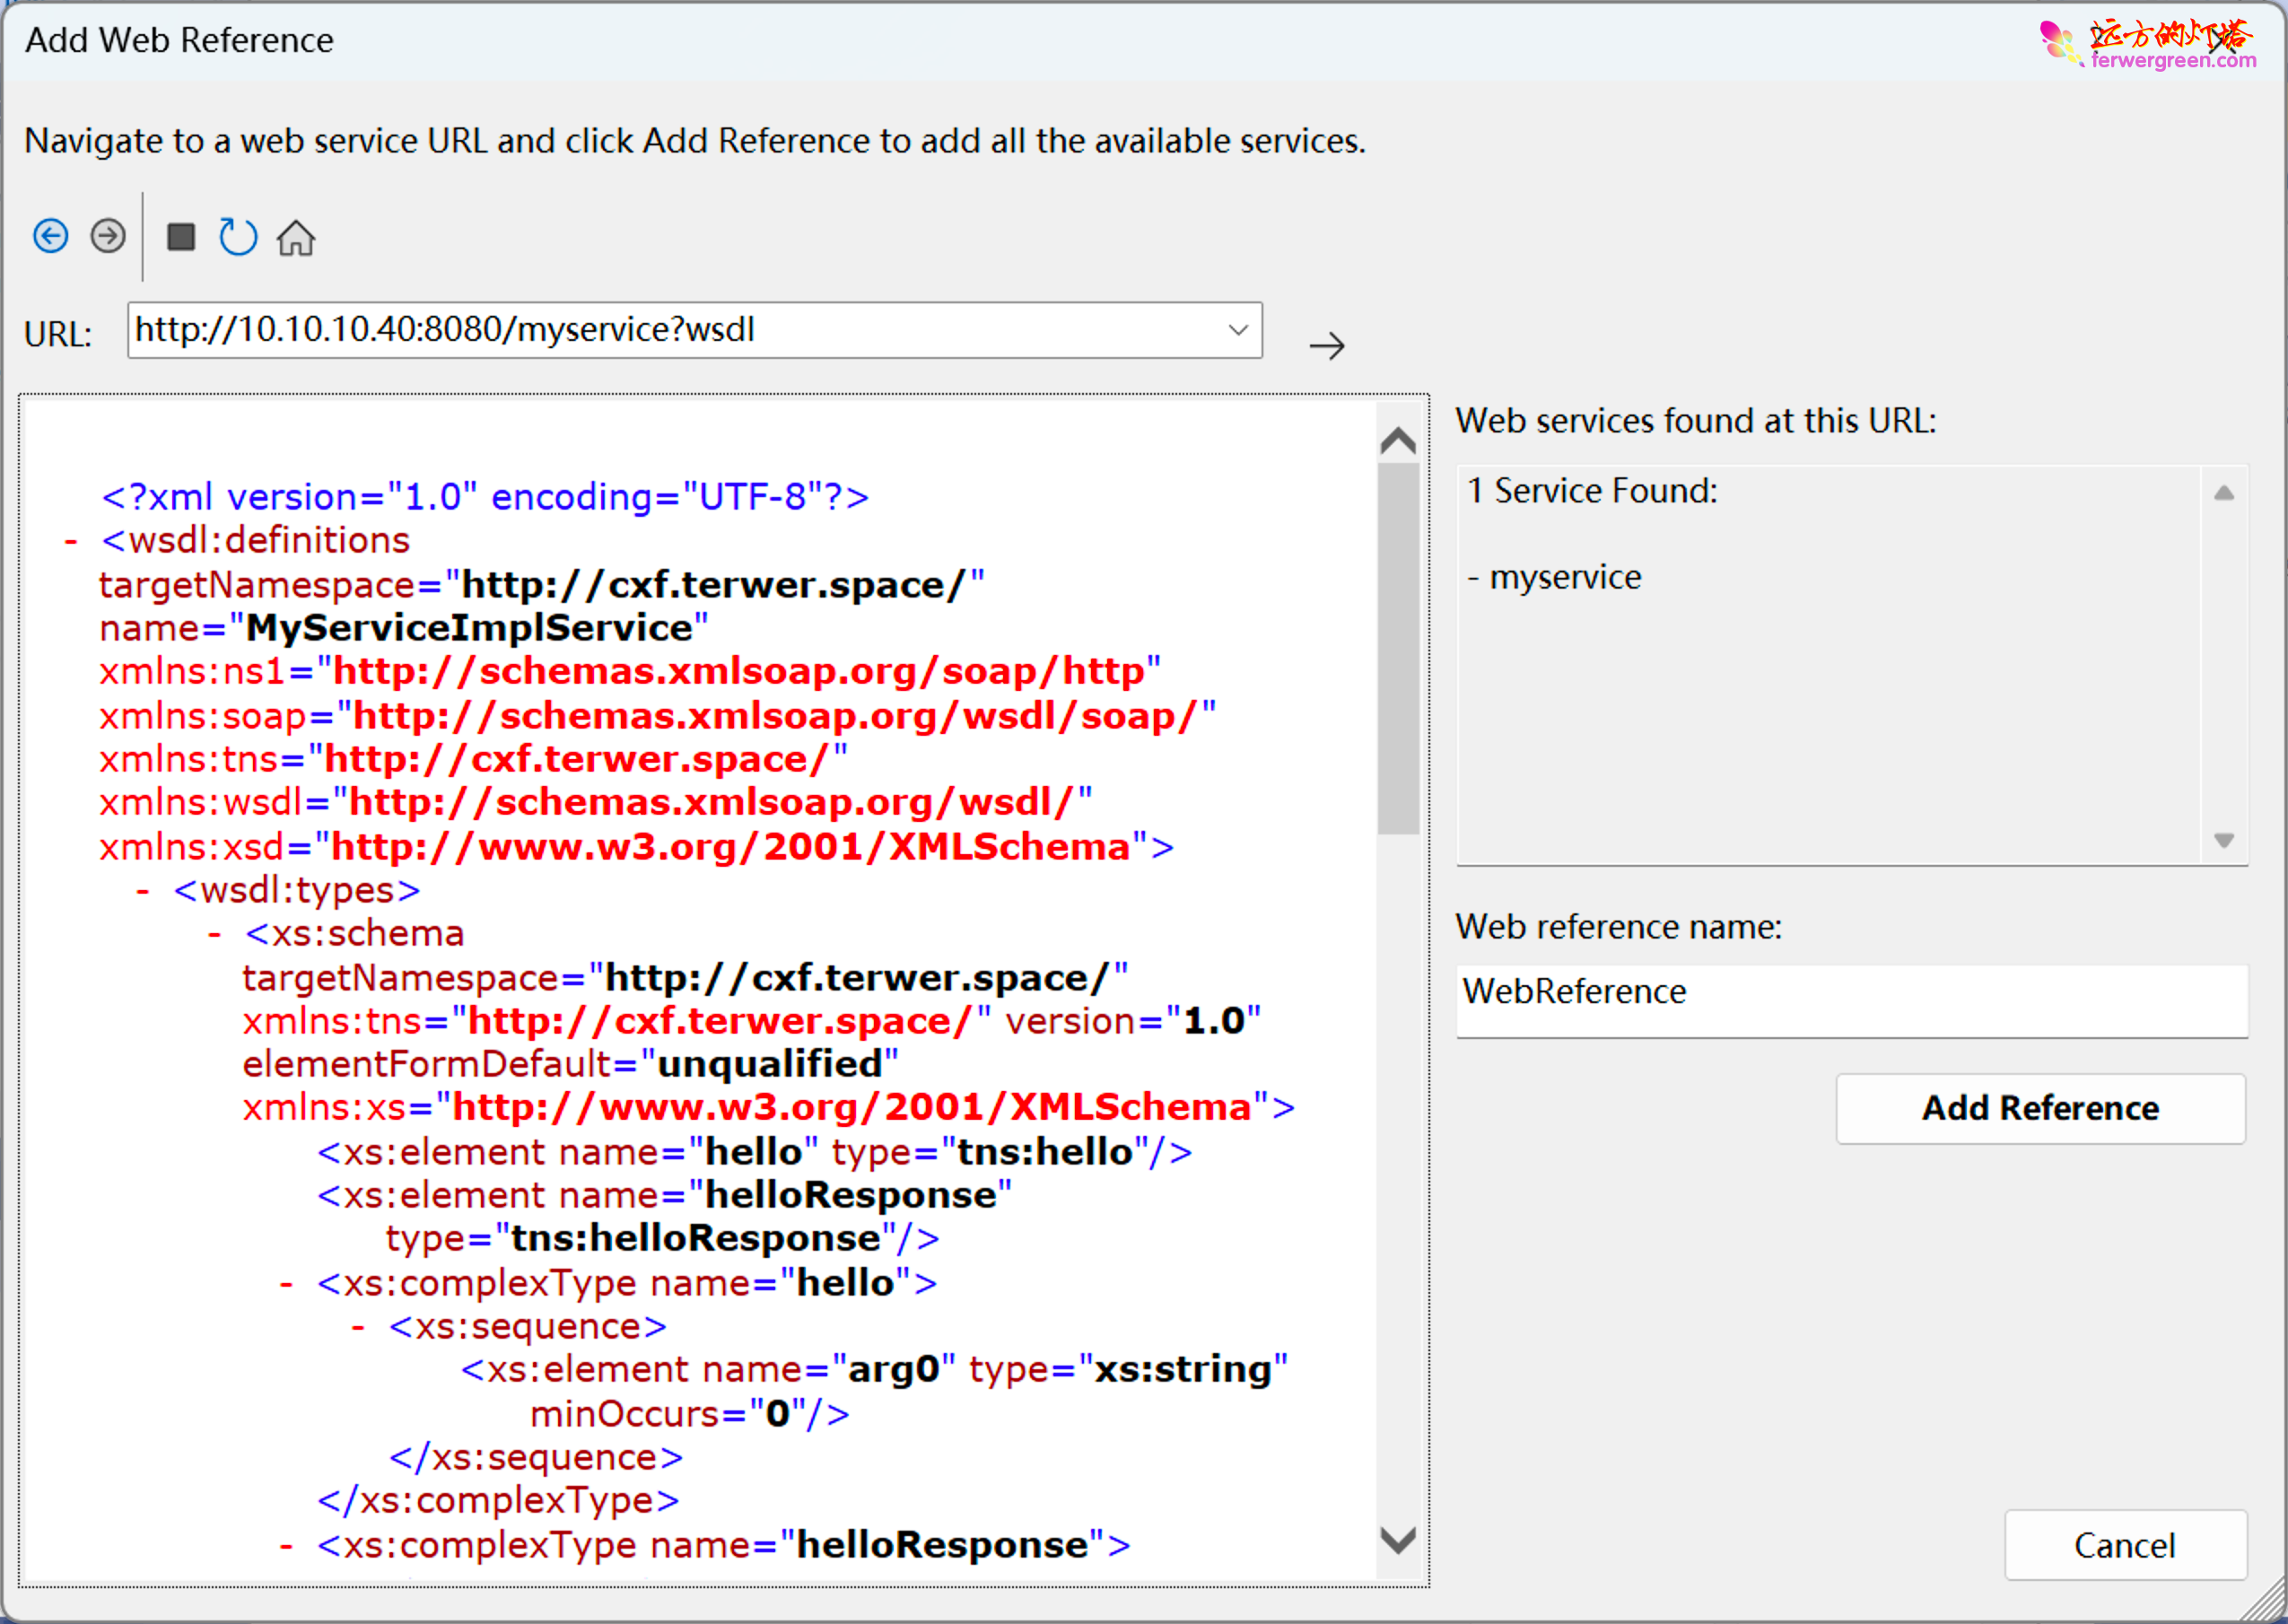 Add Web Reference
远方的灯塔
ferwergreen.com
Navigate to a web service URL and click Add Reference to add all the available services.
URL:
http://10.10.10.40:8080/myservice?wsdl
<?xml version="1.0" encoding="UTF-8"?>
- <wsdl:definitions
targetNamespace="http://cxf.terwer.space/"
name="MyServiceImplService"
xmlns:ns1="http://schemas.xmlsoap.org/soap/http"
xmlns:soap="http://schemas.xmlsoap.org/wsdl/soap/"
xmlns:tns="http://cxf.terwer.space/"
xmlns:wsdl="http://schemas.xmlsoap.org/wsdl/"
xmlns:xsd="http://www.w3.org/2001/XMLSchema">
- <wsdl:types>
- <xs:schema
targetNamespace="http://cxf.terwer.space/"
xmlns:tns="http://cxf.terwer.space/" version="1.0"
elementFormDefault="unqualified"
xmlns:xs="http://www.w3.org/2001/XMLSchema">
<xs:element name="hello" type="tns:hello"/>
<xs:element name="helloResponse"
type="tns:helloResponse"/>
- <xs:complexType name="hello">
- <xs:sequence>
<xs:element name="arg0" type="xs:string"
minOccurs="0"/>
</xs:sequence>
</xs:complexType>
- <xs:complexType name="helloResponse">
Web services found at this URL:
1 Service Found:
- myservice
Web reference name:
WebReference
Add Reference
Cancel